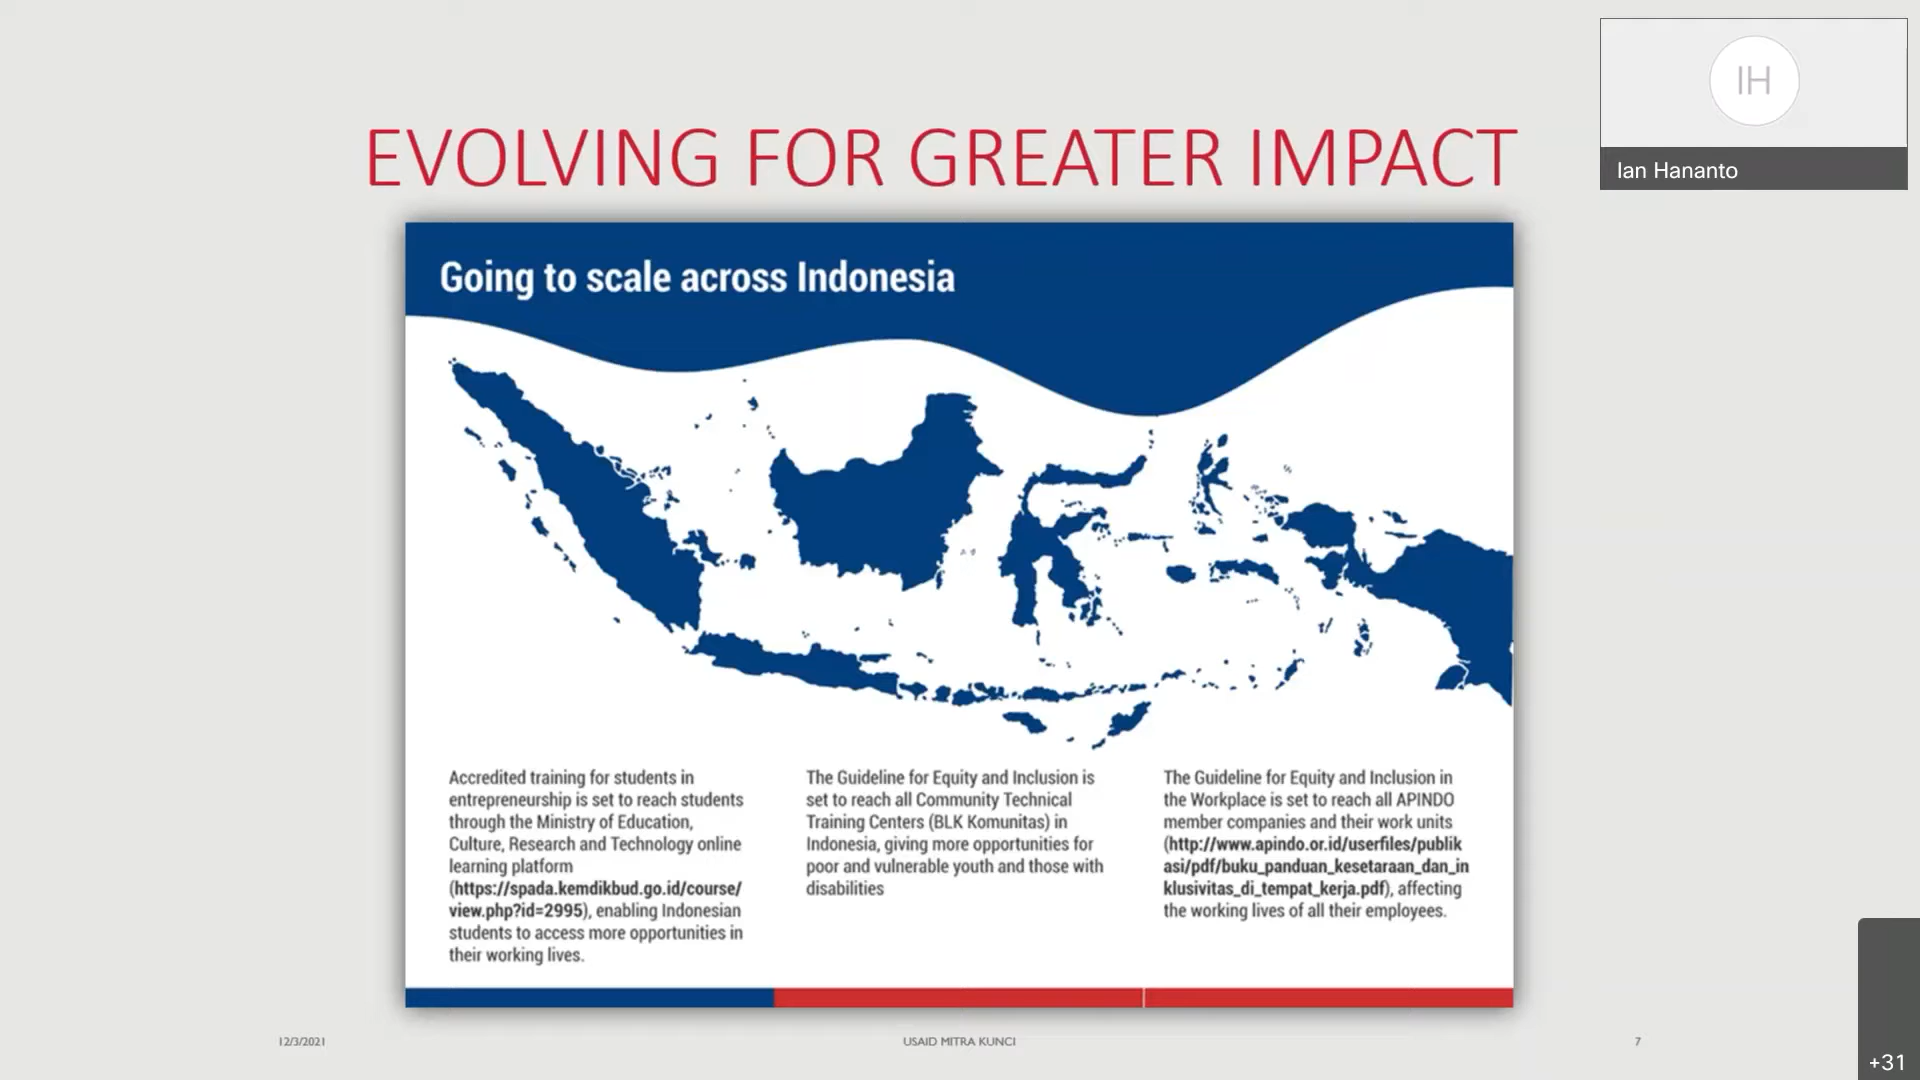 IH
Ian Hananto
EVOLVING FOR GREATER IMPACT
Going to scale across Indonesia
Accredited training for students in
entrepreneurship is set to reach students
through the Ministry of Education,
Culture, Research and Technology online
learning platform
(https://spada.kemdikbud.go.id/course/
view.php?id=2995), enabling Indonesian
students to access more opportunities in
their working lives.
The Guideline for Equity and Inclusion is
set to reach all Community Technical
Training Centers (BLK Komunitas) in
Indonesia, giving more opportunities for
poor and vulnerable youth and those with
disabilities
The Guideline for Equity and Inclusion in
the Workplace is set to reach all APINDO
member companies and their work units
(http://www.apindo.or.id/userfiles/publik
asi/pdf/buku_panduan_kesetaraan_dan_in
klusivitas_di_tempat_kerja.pdf), affecting
the working lives of all their employees.
12/3/2021
USAID MITRA KUNCI
7
+31